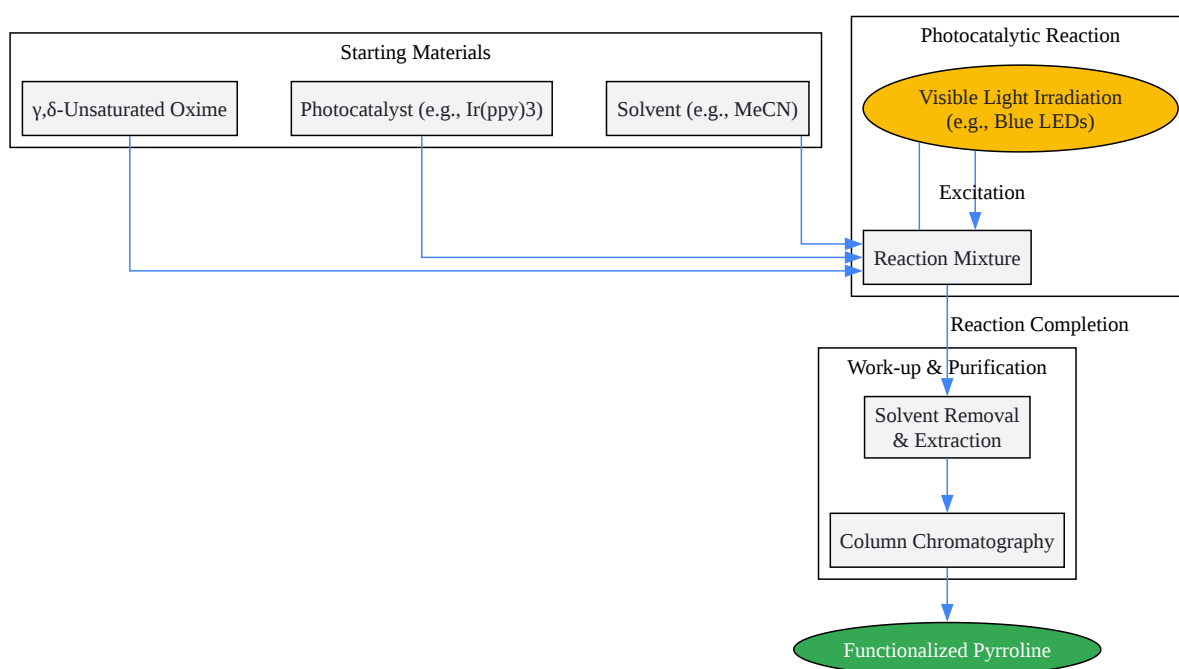 Starting Materials
γ,δ-Unsaturated Oxime
Photocatalyst (e.g., Ir(ppy)3)
Solvent (e.g., MeCN)
Photocatalytic Reaction
Visible Light Irradiation
(e.g., Blue LEDs)
Excitation
Reaction Mixture
Reaction Completion
Work-up & Purification
Solvent Removal
& Extraction
Column Chromatography
Functionalized Pyrroline